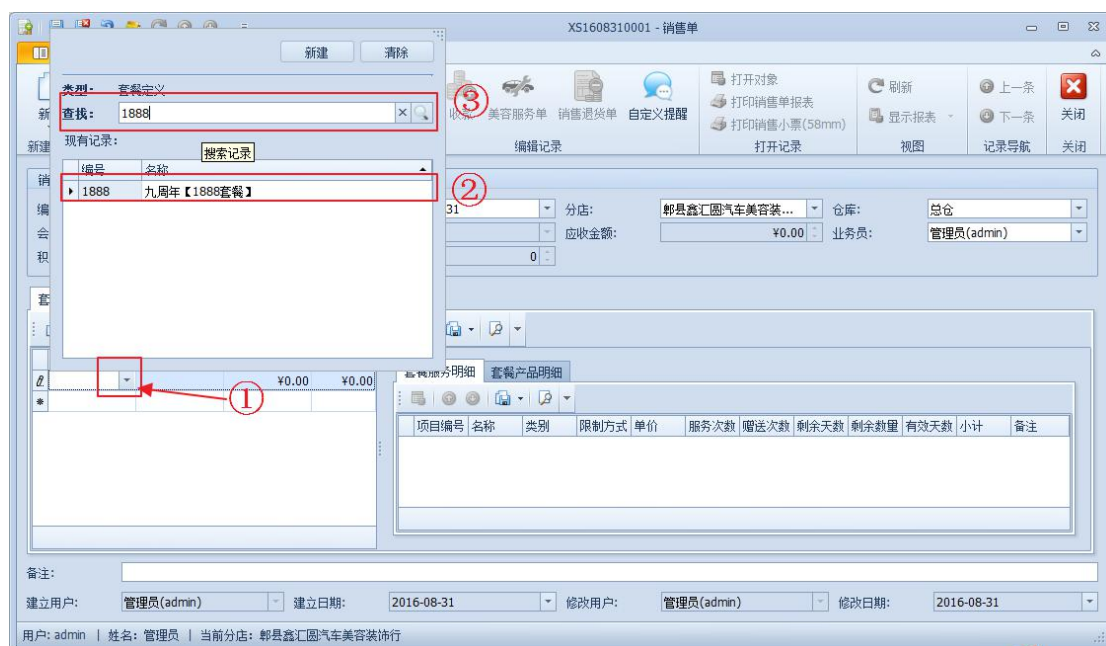 XS1608310001 - 销售单
新建 清除
类型: 套餐定义
查找: 1888
现有记录:
搜索记录
编号 名称
1888 九周年【1888套餐】
①
②
③
新
新建
收款 美容服务单 销售退货单 自定义提醒
编辑记录
打开对象
打印销售单报表
打印销售小票(58mm)
打开记录
刷新
显示报表
视图
上一条
下一条
记录导航
关闭
关闭
销
编 31 分店: 郫县鑫汇圆汽车美容装... 仓库: 总仓
会 应收金额: ¥0.00 业务员: 管理员(admin)
积 0
套
¥0.00 ¥0.00
套餐服务明细 套餐产品明细
项目编号 名称 类别 限制方式 单价 服务次数 赠送次数 剩余天数 剩余数量 有效天数 小计 备注
备注:
建立用户: 管理员(admin) 建立日期: 2016-08-31 修改用户: 管理员(admin) 修改日期: 2016-08-31
用户: admin | 姓名: 管理员 | 当前分店: 郫县鑫汇圆汽车美容装饰行